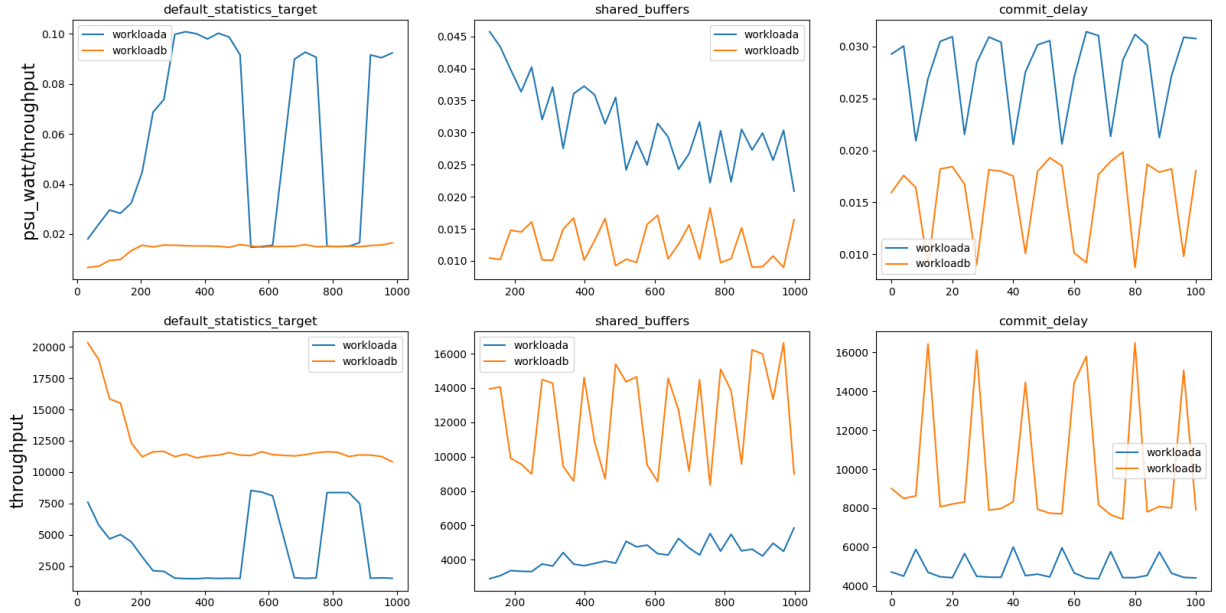 default_statistics_target
shared_buffers
commit_delay
psu_watt/throughput
0.10
0.08
0.06
0.04
0.02
workloada
workloadb
0 200 400 600 800 1000
0.045
0.040
0.035
0.030
0.025
0.020
0.015
0.010
workloada
workloadb
200 400 600 800 1000
0.030
0.025
0.020
0.015
0.010
workloada
workloadb
0 20 40 60 80 100
default_statistics_target
shared_buffers
commit_delay
throughput
20000
17500
15000
12500
10000
7500
5000
2500
workloada
workloadb
0 200 400 600 800 1000
16000
14000
12000
10000
8000
6000
4000
workloada
workloadb
200 400 600 800 1000
16000
14000
12000
10000
8000
6000
4000
workloada
workloadb
0 20 40 60 80 100